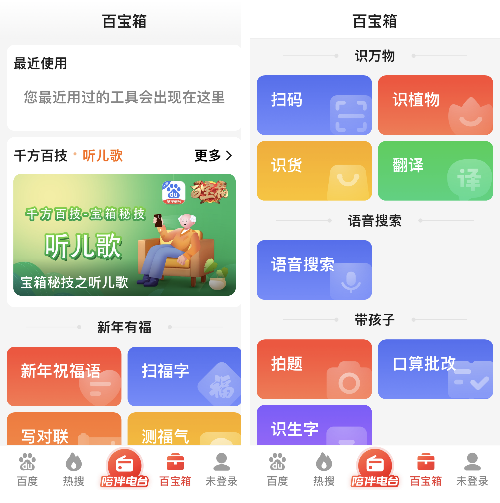 百宝箱
最近使用
您最近用过的工具会出现在这里
千方百技·听儿歌
更多
千方百技·宝箱秘技
听儿歌
宝箱秘技之听儿歌
新年有福
新年祝福语
扫福字
福
写对联
测福气
百度
热搜
陪伴电台
百宝箱
未登录
百宝箱
识万物
扫码
识植物
识货
翻译
译
语音搜索
语音搜索
带孩子
拍题
口算批改
识生字
百度
热搜
陪伴电台
百宝箱
未登录